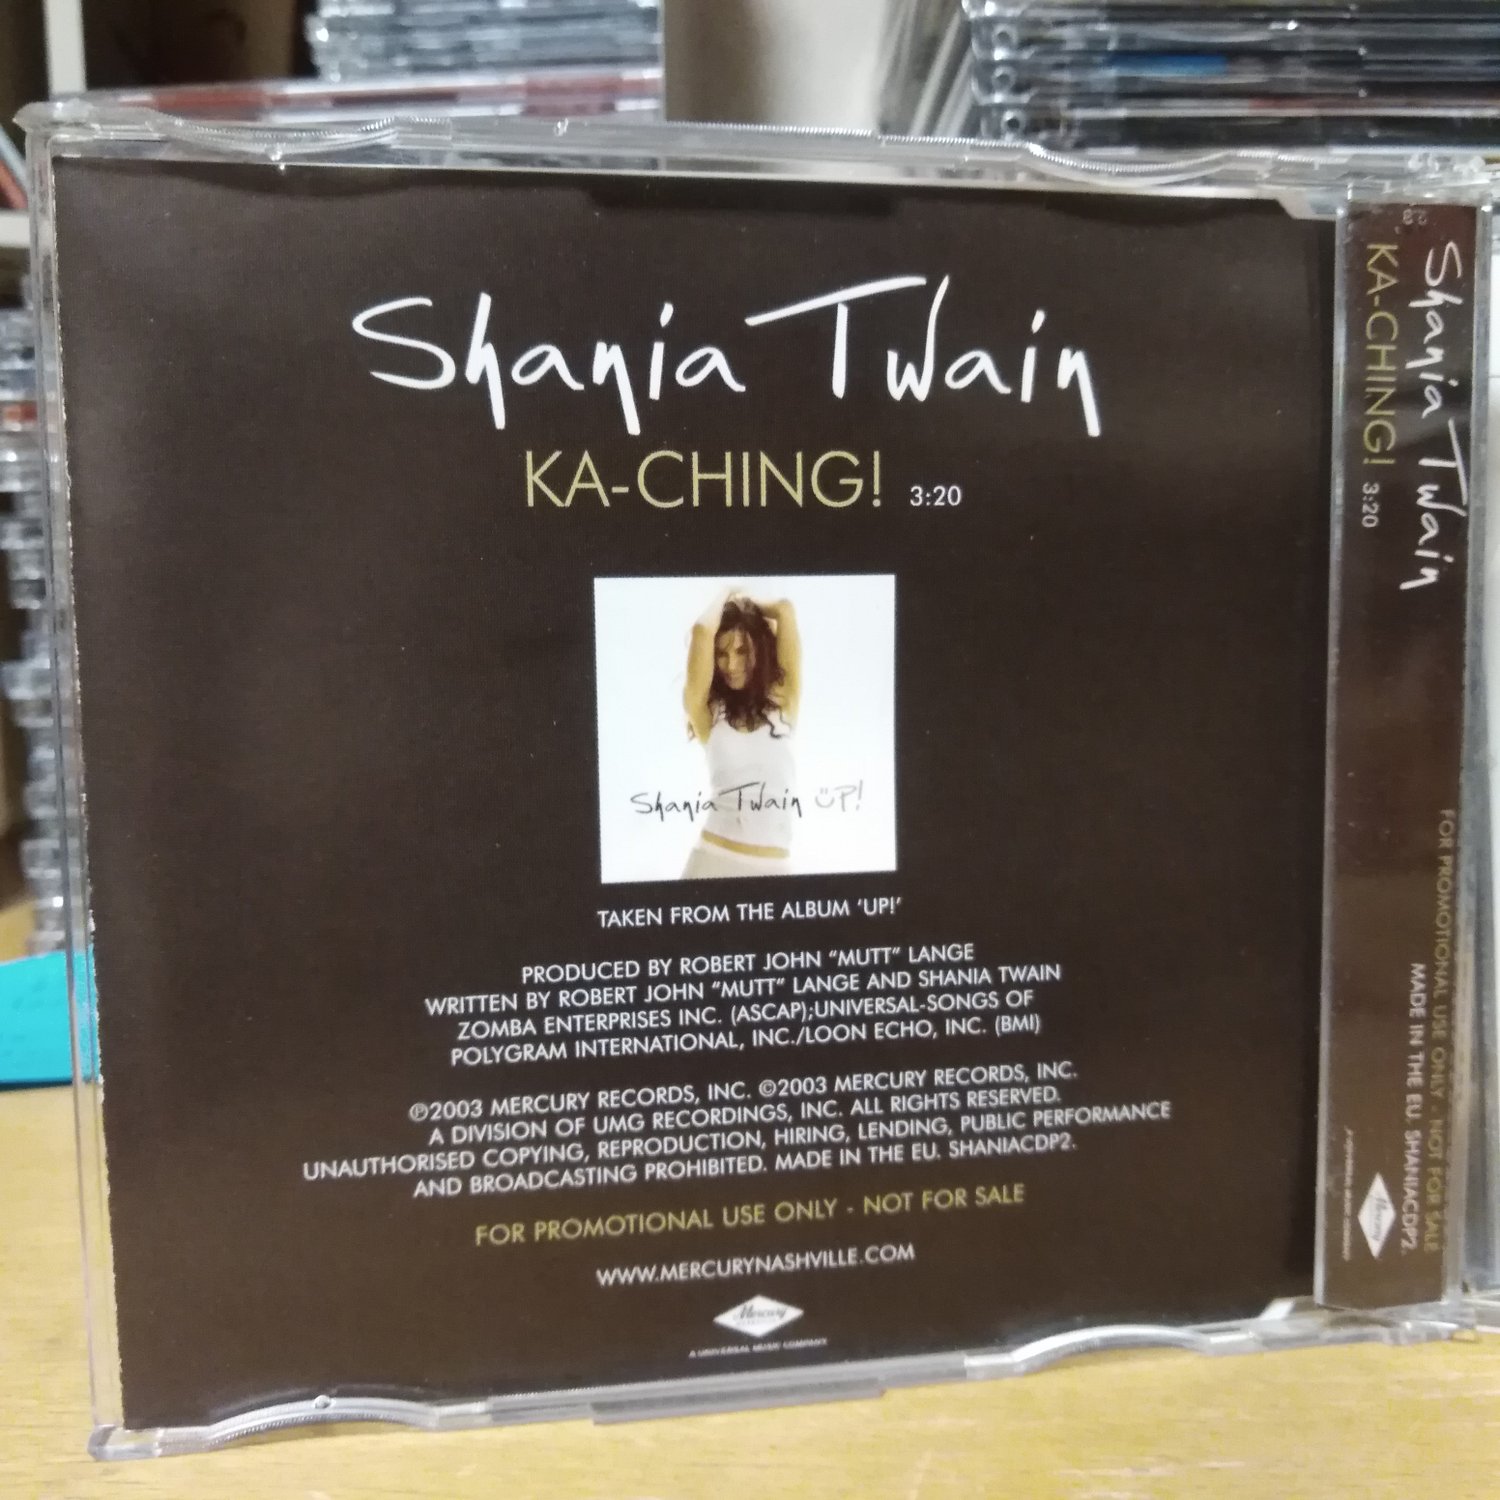 Shania Twain
KA-CHING! 3:20
Shania Twain UP!
TAKEN FROM THE ALBUM 'UP!'
PRODUCED BY ROBERT JOHN "MUTT" LANGE
WRITTEN BY ROBERT JOHN "MUTT" LANGE AND SHANIA TWAIN
ZOMBA ENTERPRISES INC. (ASCAP);UNIVERSAL-SONGS OF
POLYGRAM INTERNATIONAL, INC./LOON ECHO, INC. (BMI)
℗2003 MERCURY RECORDS, INC. ©2003 MERCURY RECORDS, INC.
A DIVISION OF UMG RECORDINGS, INC. ALL RIGHTS RESERVED.
UNAUTHORISED COPYING, REPRODUCTION, HIRING, LENDING, PUBLIC PERFORMANCE
AND BROADCASTING PROHIBITED. MADE IN THE EU. SHANIACDP2.
FOR PROMOTIONAL USE ONLY - NOT FOR SALE
WWW.MERCURYNASHVILLE.COM
Mercury
A UNIVERSAL MUSIC COMPANY
Shania Twain
KA-CHING! 3:20
FOR PROMOTIONAL USE ONLY - NOT FOR SALE
MADE IN THE EU. SHANIACDP2.
Mercury